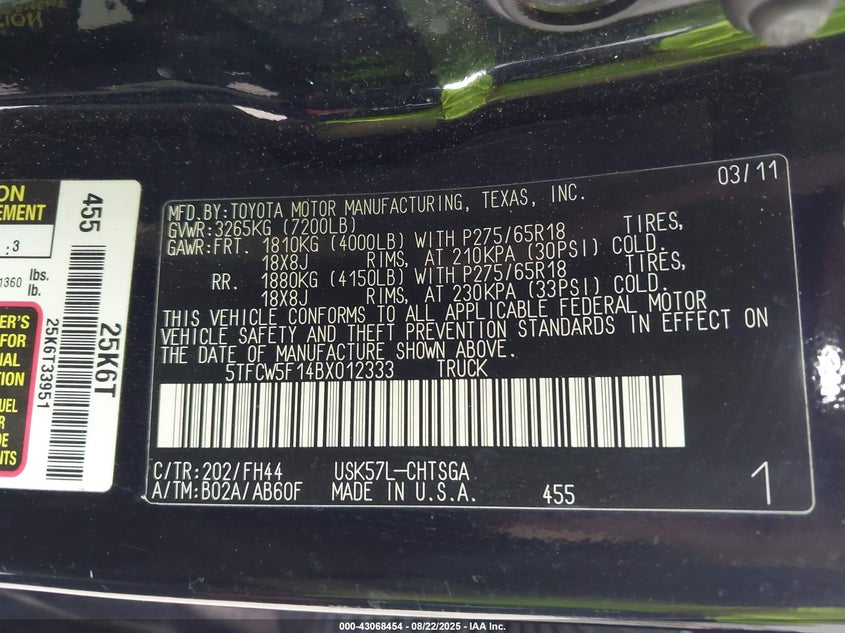 03/11
MFD.BY:TOYOTA MOTOR MANUFACTURING, TEXAS, INC.
GVWR:3265KG (7200LB)
GAWR:FRT. 1810KG (4000LB) WITH P275/65R18 TIRES,
18X8J RIMS, AT 210KPA (30PSI) COLD.
RR. 1880KG (4150LB) WITH P275/65R18 TIRES,
18X8J RIMS, AT 230KPA (33PSI) COLD.
THIS VEHICLE CONFORMS TO ALL APPLICABLE FEDERAL MOTOR
VEHICLE SAFETY AND THEFT PREVENTION STANDARDS IN EFFECT ON
THE DATE OF MANUFACTURE SHOWN ABOVE.
5TFCW5F14BX012333 TRUCK
C/TR:202/FH44 USK57L-CHTSGA
A/TM:B02A/AB60F MADE IN U.S.A. 455
1
455
25K6T
25K6T33951
ON
EMENT
.3
1360 lbs.
lb.
ER'S
FOR
IAL
ION
UEL
R
DE
NTS
000-43068454 - 08/22/2025 - IAA Inc.